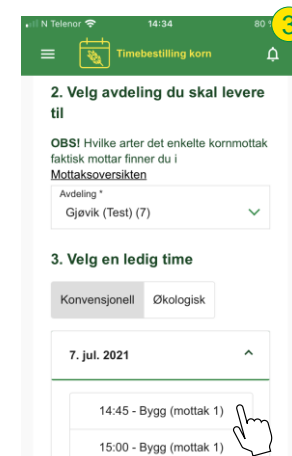 N Telenor 14:34 80
3
Timebestilling korn
2. Velg avdeling du skal levere
til
OBS! Hvilke arter det enkelte kornmottak
faktisk mottar finner du i
Mottaksoversikten
Avdeling *
Gjøvik (Test) (7)
3. Velg en ledig time
Konvensjonell Økologisk
7. jul. 2021
14:45 - Bygg (mottak 1)
15:00 - Bygg (mottak 1)